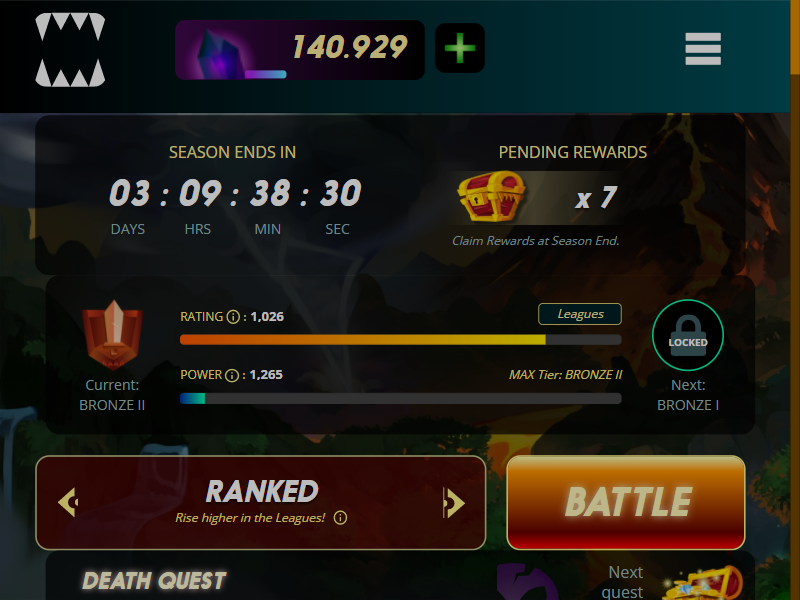 140.929
SEASON ENDS IN
PENDING REWARDS
03 : 09 : 38 : 30
x 7
DAYS HRS MIN SEC
Claim Rewards at Season End.
RATING : 1,026
Leagues
LOCKED
POWER : 1,265
MAX Tier: BRONZE II
Current:
BRONZE II
Next:
BRONZE I
RANKED
Rise higher in the Leagues!
BATTLE
DEATH QUEST
Next
quest